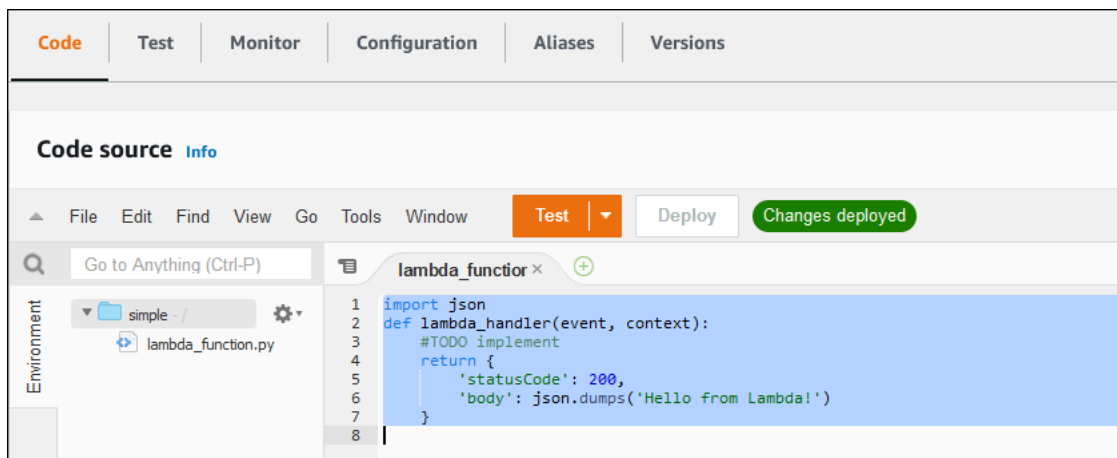 Code Test Monitor Configuration Aliases Versions
Code source Info
File Edit Find View Go Tools Window Test Deploy Changes deployed
Go to Anything (Ctrl-P) lambda_function
Environment
simple - /
lambda_function.py
1 import json
2 def lambda_handler(event, context):
3 #TODO implement
4 return {
5 'statusCode': 200,
6 'body': json.dumps('Hello from Lambda!')
7 }
8